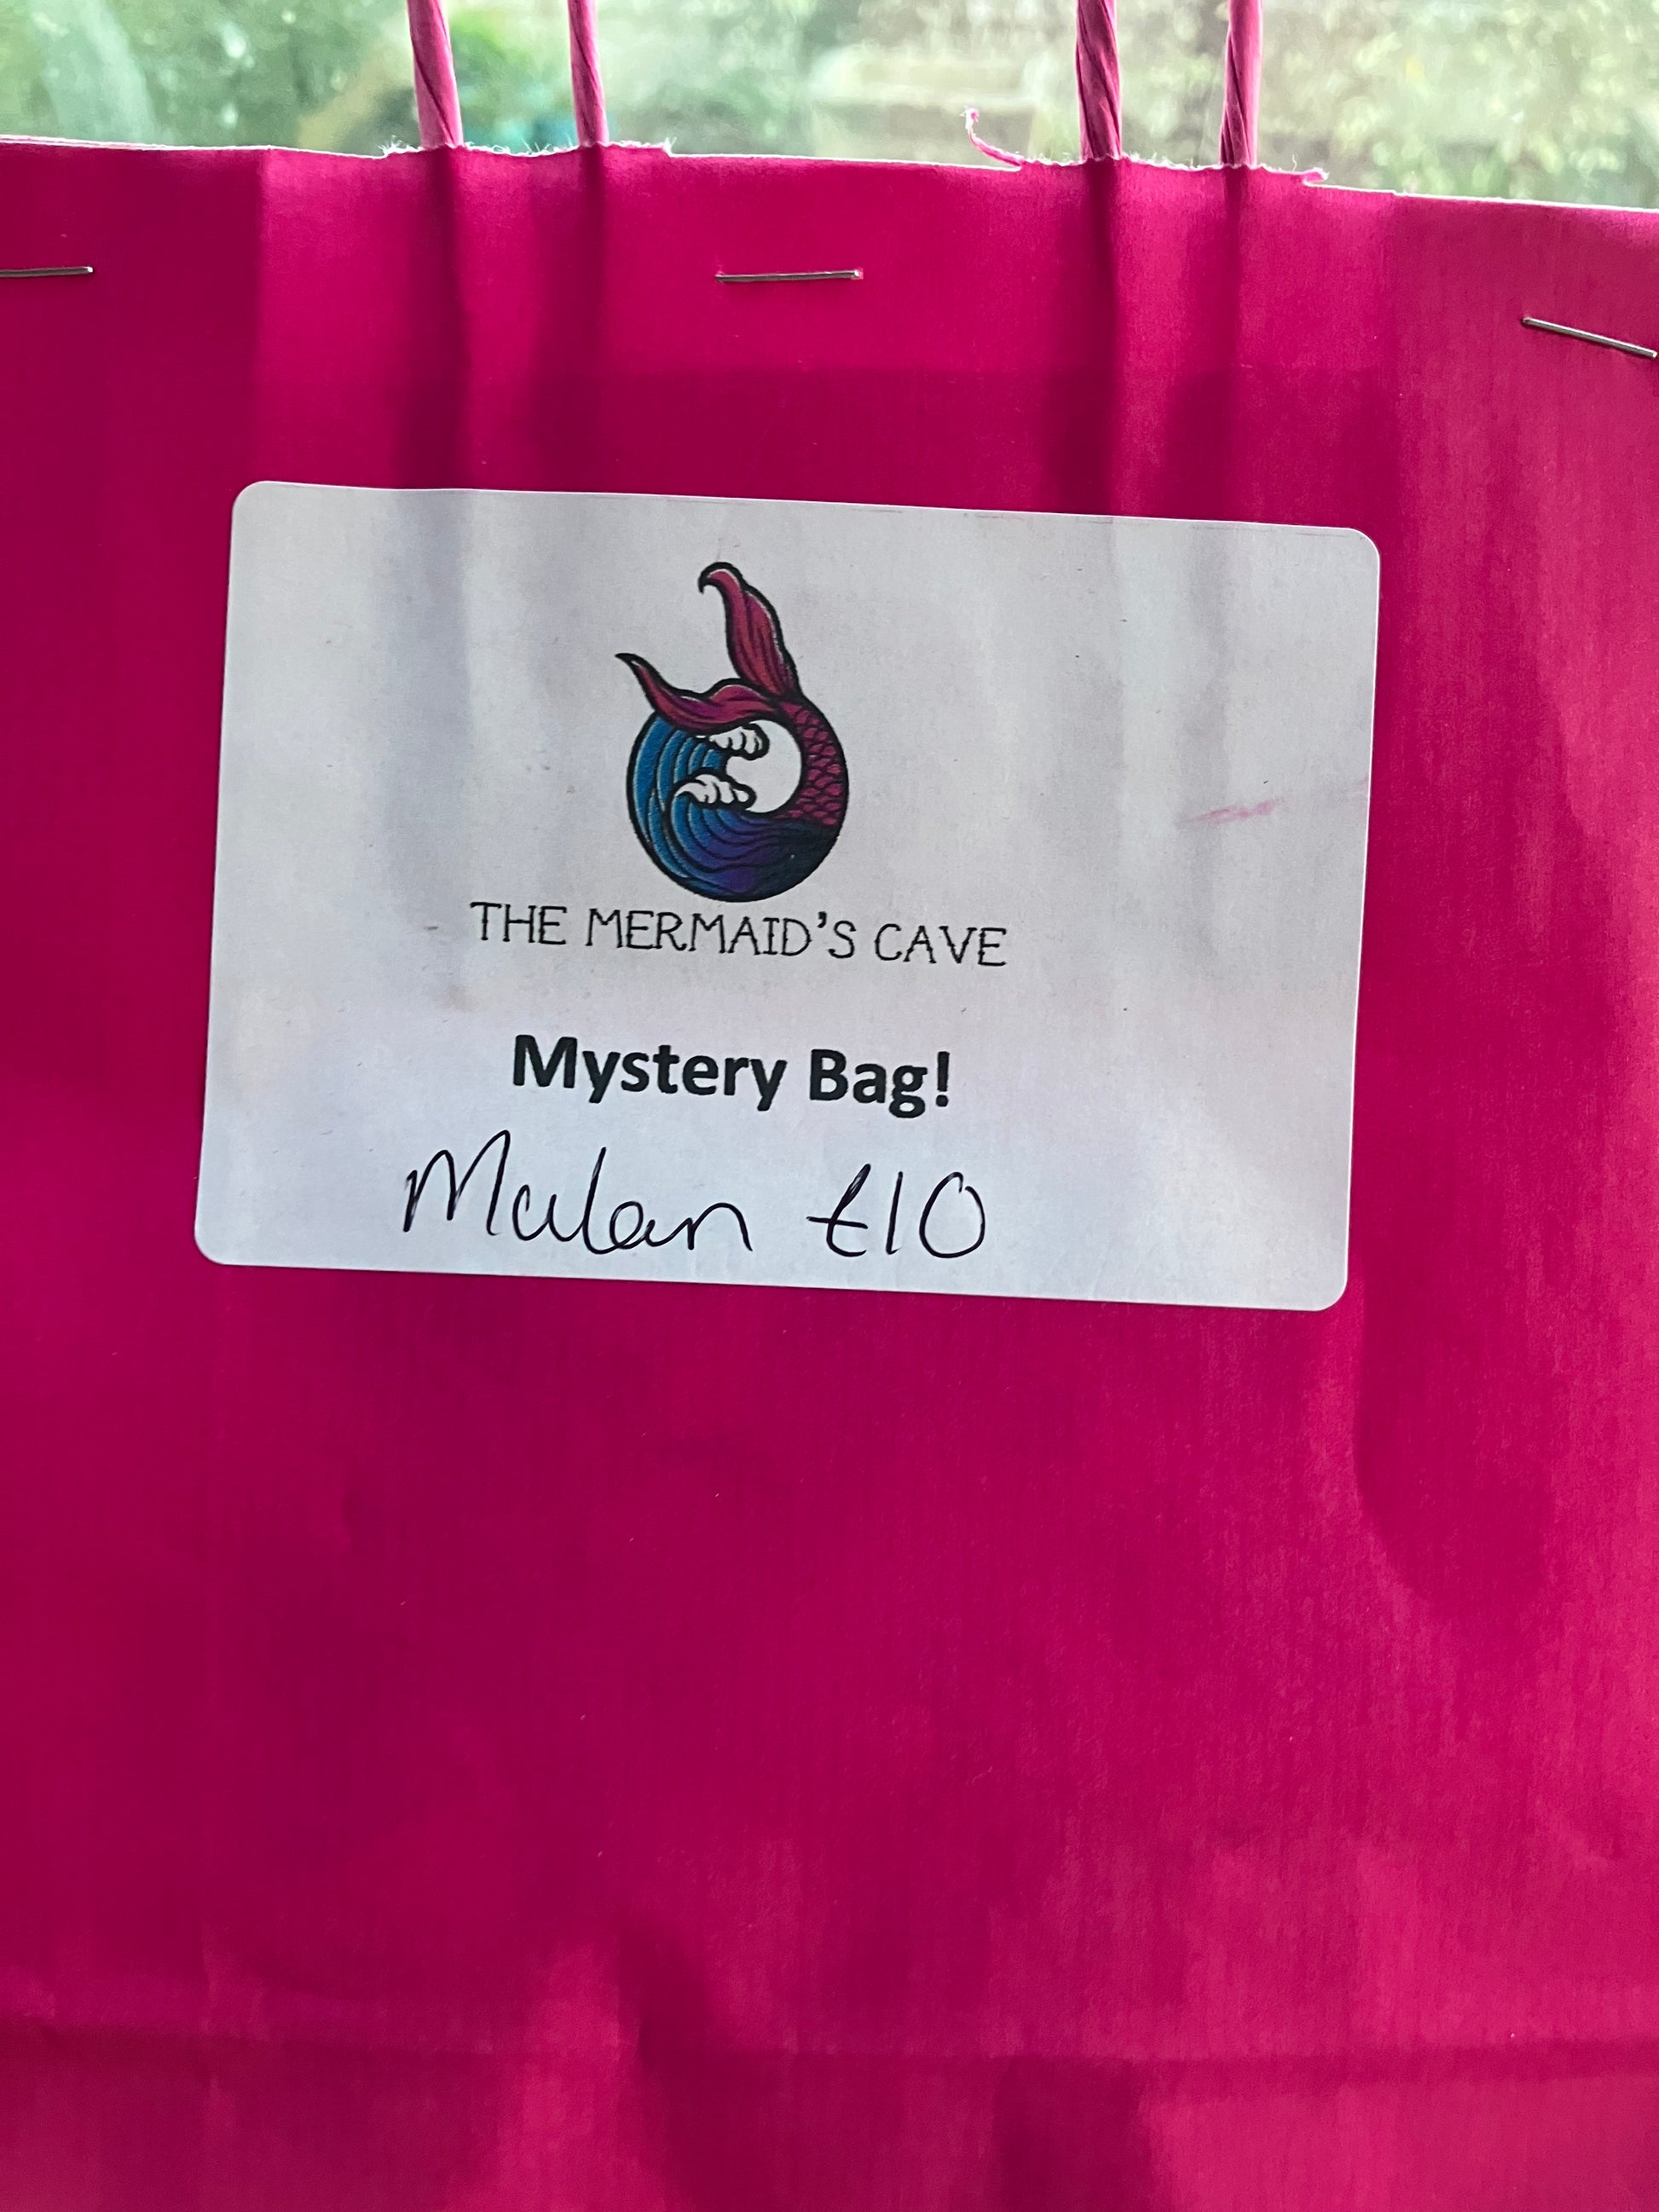 THE MERMAID'S CAVE
Mystery Bag!
Mulan £10